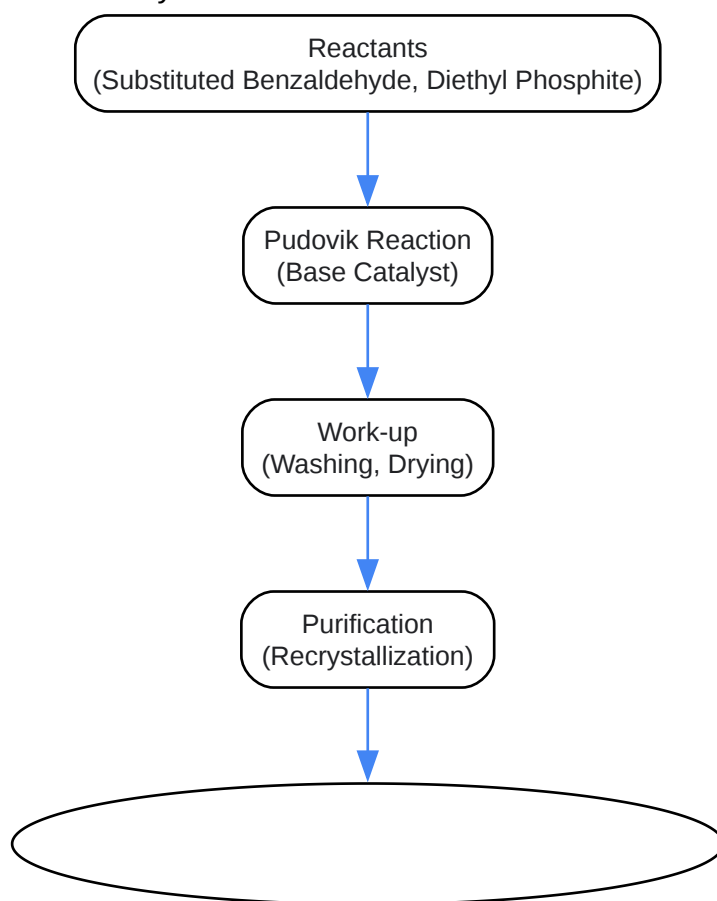 Reactants
(Substituted Benzaldehyde, Diethyl Phosphite)
Pudovik Reaction
(Base Catalyst)
Work-up
(Washing, Drying)
Purification
(Recrystallization)